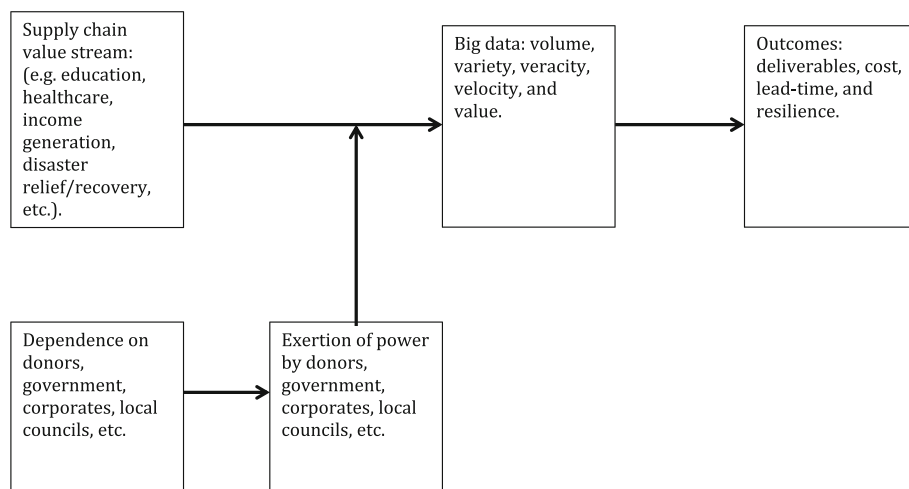 Supply chain
value stream:
(e.g. education,
healthcare,
income
generation,
disaster
relief/recovery,
etc.).
Big data: volume,
variety, veracity,
velocity, and
value.
Outcomes:
deliverables, cost,
lead-time, and
resilience.
Dependence on
donors,
government,
corporates, local
councils, etc.
Exertion of power
by donors,
government,
corporates, local
councils, etc.